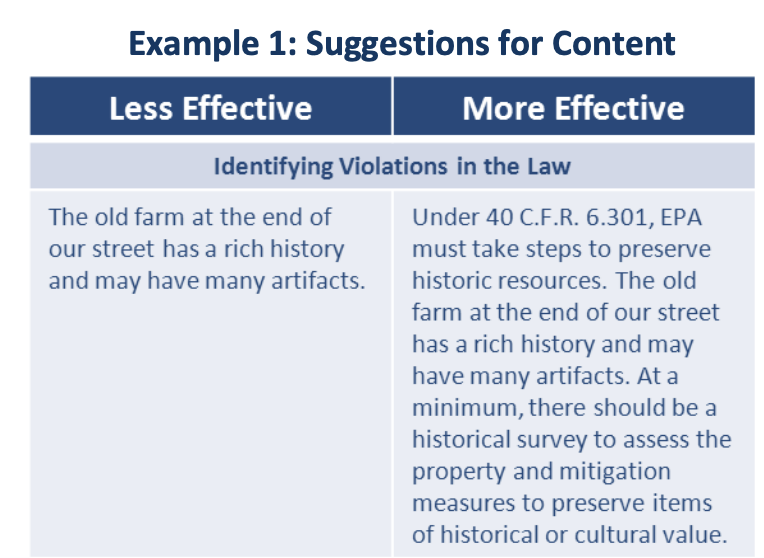 Example 1: Suggestions for Content
Less Effective
More Effective
Identifying Violations in the Law
The old farm at the end of
our street has a rich history
and may have many artifacts.
Under 40 C.F.R. 6.301, EPA
must take steps to preserve
historic resources. The old
farm at the end of our street
has a rich history and may
have many artifacts. At a
minimum, there should be a
historical survey to assess the
property and mitigation
measures to preserve items
of historical or cultural value.